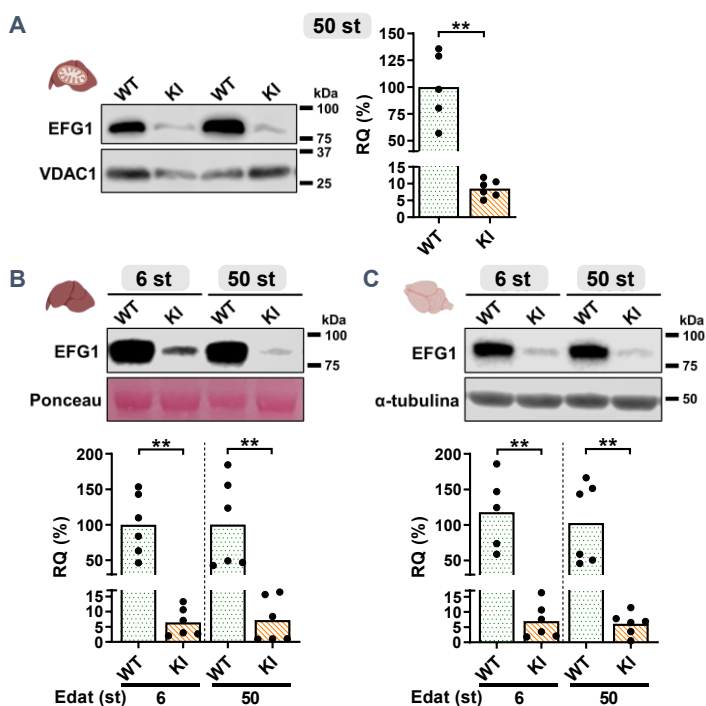 A
50 st
WT KI WT KI
kDa
EFG1
100
75
VDAC1
37
25
RQ (%)
150
125
100
75
50
15
10
5
0
**
WT KI
B
6 st 50 st
WT KI WT KI
kDa
EFG1
100
75
Ponceau
RQ (%)
200
150
100
50
15
10
5
0
** **
WT KI WT KI
Edat (st) 6 50
C
6 st 50 st
WT KI WT KI
kDa
EFG1
100
75
α-tubulina
50
RQ (%)
200
150
100
50
15
10
5
0
** **
WT KI WT KI
Edat (st) 6 50